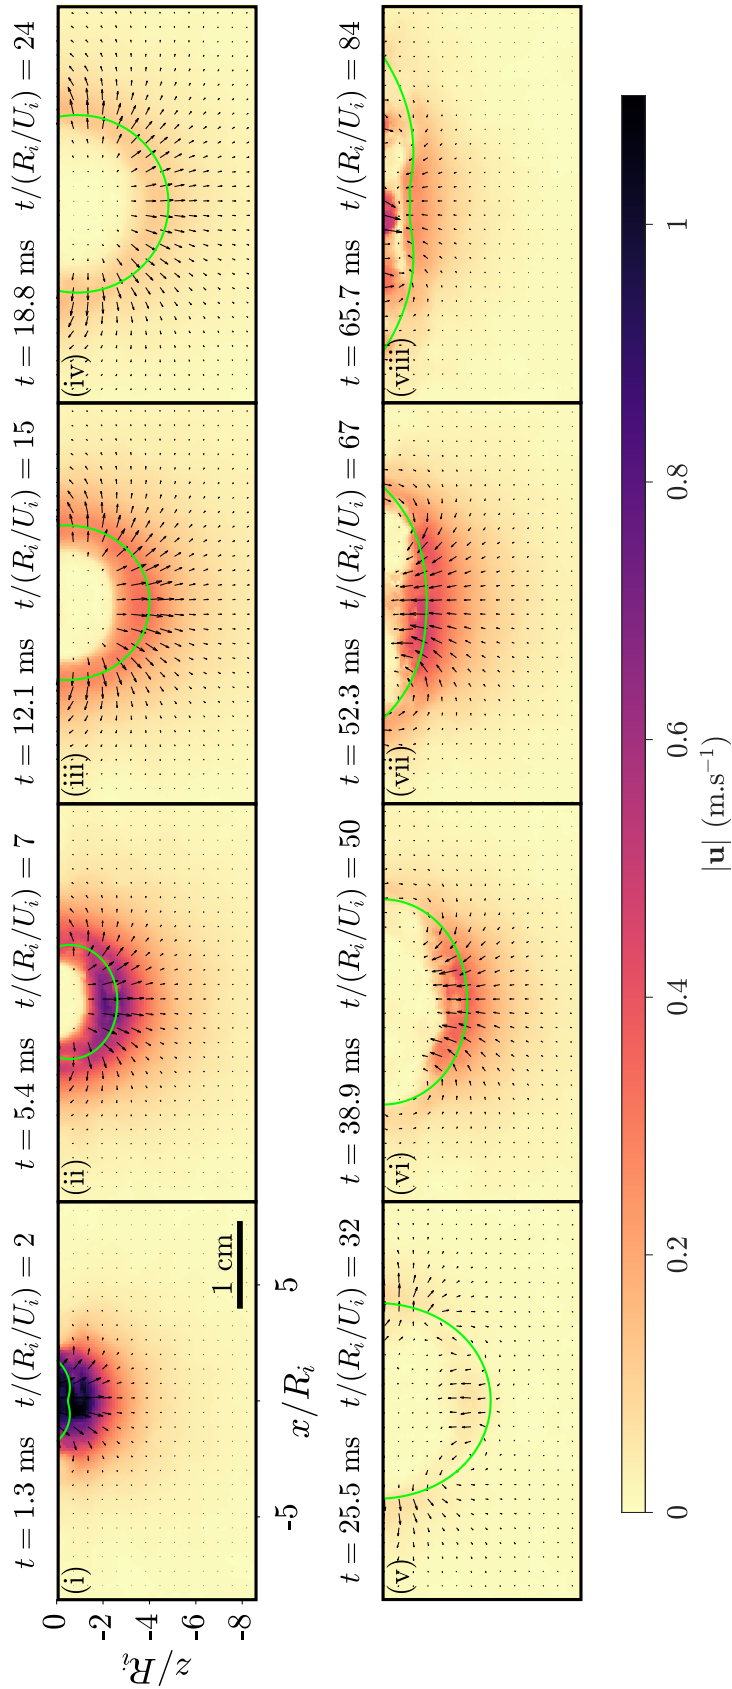 t = 1.3 ms t/(R_i/U_i) = 2
t = 5.4 ms t/(R_i/U_i) = 7
t = 12.1 ms t/(R_i/U_i) = 15
t = 18.8 ms t/(R_i/U_i) = 24
(i)
(ii)
(iii)
(iv)
0
-2
-4
-6
-8
z/R_i
1 cm
-5
5
x/R_i
t = 25.5 ms t/(R_i/U_i) = 32
t = 38.9 ms t/(R_i/U_i) = 50
t = 52.3 ms t/(R_i/U_i) = 67
t = 65.7 ms t/(R_i/U_i) = 84
(v)
(vi)
(vii)
(viii)
0
0.2
0.4
0.6
0.8
1
|u| (m.s⁻¹)